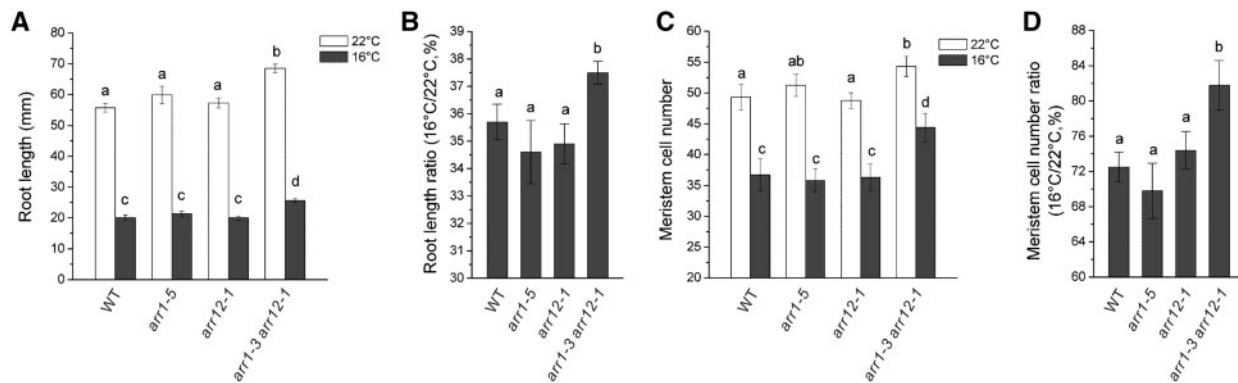 A
Root length (mm)
80
70
60
50
40
30
20
10
0
22°C
16°C
a
c
a
c
a
c
b
d
WT
arr1-5
arr12-1
arr1-3 arr12-1
B
Root length ratio (16°C/22°C,%)
39
38
37
36
35
34
33
32
31
30
a
a
a
b
WT
arr1-5
arr12-1
arr1-3 arr12-1
C
Meristem cell number
60
55
50
45
40
35
30
25
20
22°C
16°C
a
c
ab
c
a
c
b
d
WT
arr1-5
arr12-1
arr1-3 arr12-1
D
Meristem cell number ratio
(16°C/22°C,%)
88
84
80
76
72
68
64
60
a
a
a
b
WT
arr1-5
arr12-1
arr1-3 arr12-1